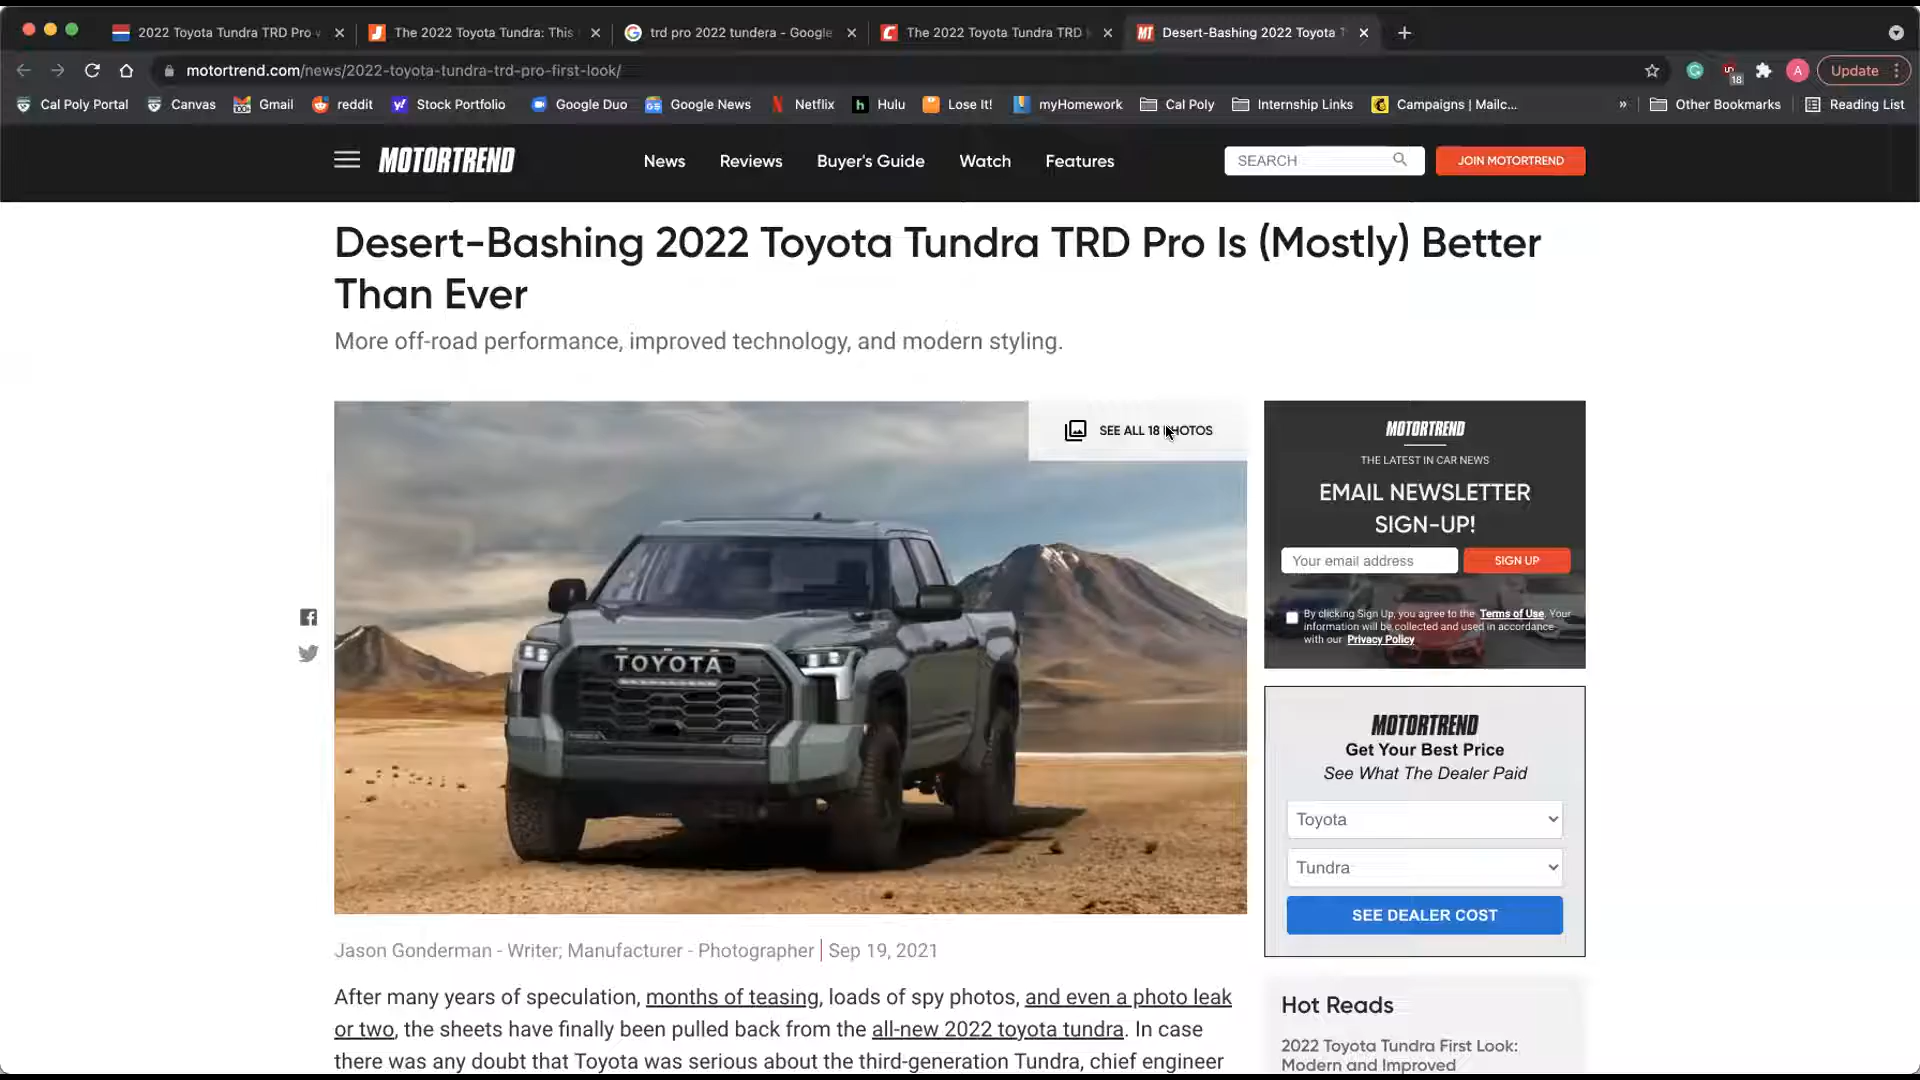 2022 Toyota Tundra TRD Pro
The 2022 Toyota Tundra: This
trd pro 2022 tundera - Google
The 2022 Toyota Tundra TRD
MT
Desert-Bashing 2022 Toyota
motortrend.com/news/2022-toyota-tundra-trd-pro-first-look/
18
A
Update
Cal Poly Portal
Canvas
Gmail
reddit
Stock Portfolio
Google Duo
Google News
Netflix
Hulu
Lose It!
myHomework
Cal Poly
Internship Links
Campaigns | Mailc...
»
Other Bookmarks
Reading List
MOTORTREND
News
Reviews
Buyer's Guide
Watch
Features
SEARCH
JOIN MOTORTREND
Desert-Bashing 2022 Toyota Tundra TRD Pro Is (Mostly) Better
Than Ever
More off-road performance, improved technology, and modern styling.
SEE ALL 18 PHOTOS
TOYOTA
Jason Gonderman - Writer; Manufacturer - Photographer | Sep 19, 2021
After many years of speculation, months of teasing, loads of spy photos, and even a photo leak
or two, the sheets have finally been pulled back from the all-new 2022 toyota tundra. In case
there was any doubt that Toyota was serious about the third-generation Tundra, chief engineer
MOTORTREND
THE LATEST IN CAR NEWS
EMAIL NEWSLETTER
SIGN-UP!
Your email address
SIGN UP
By clicking Sign Up, you agree to the Terms of Use. Your
information will be collected and used in accordance
with our Privacy Policy
MOTORTREND
Get Your Best Price
See What The Dealer Paid
Toyota
Tundra
SEE DEALER COST
Hot Reads
2022 Toyota Tundra First Look:
Modern and Improved